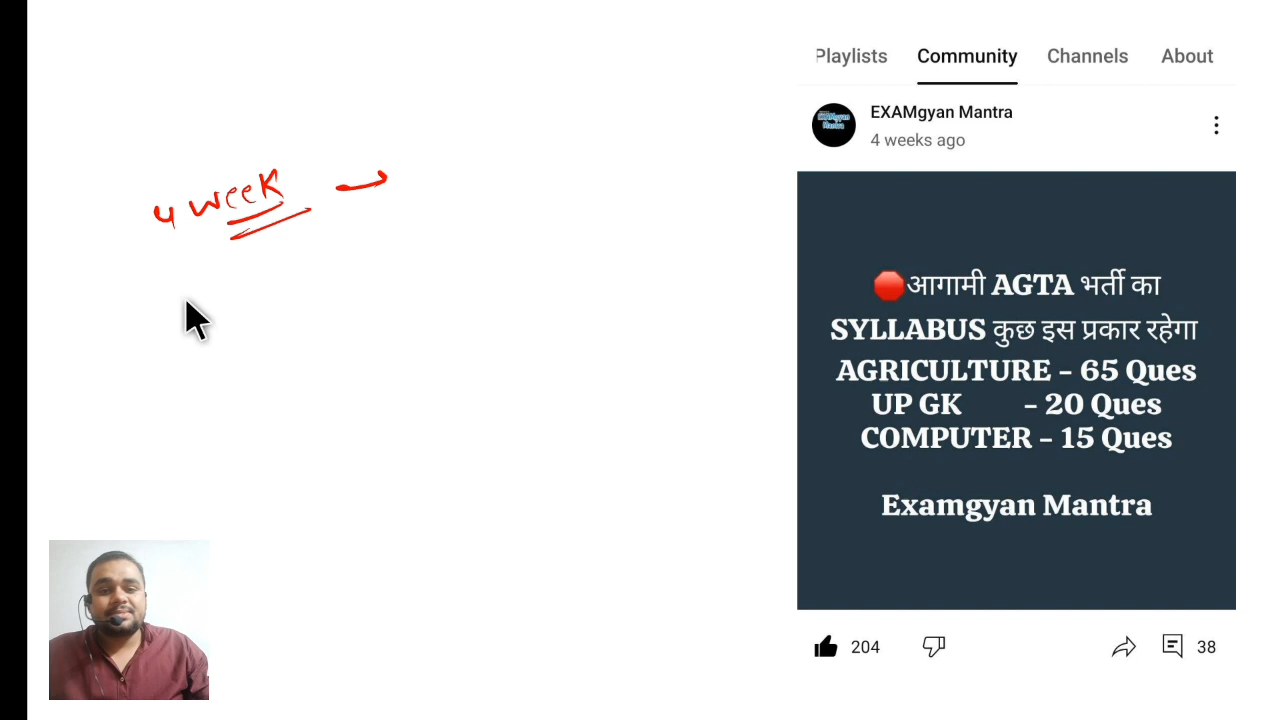 4 week
Playlists Community Channels About
EXAMgyan Mantra
4 weeks ago
🛑आगामी AGTA भर्ती का
SYLLABUS कुछ इस प्रकार रहेगा
AGRICULTURE - 65 Ques
UP GK - 20 Ques
COMPUTER - 15 Ques
Examgyan Mantra
204 38